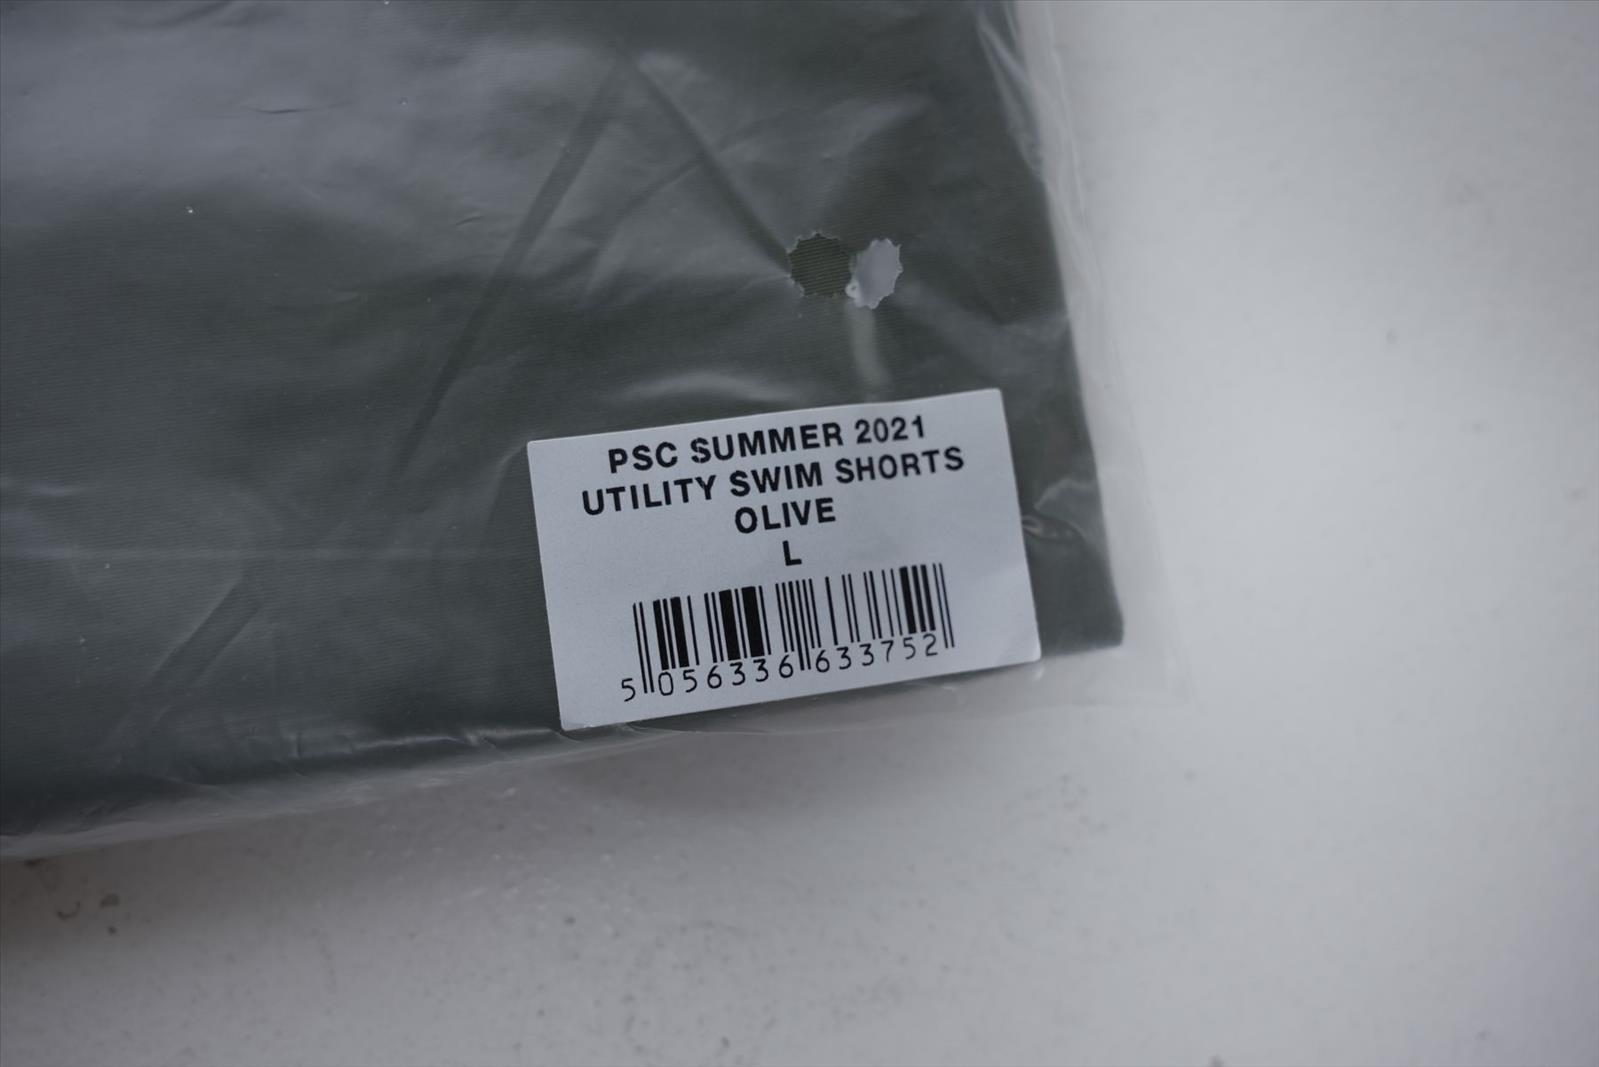 PSC SUMMER 2021
UTILITY SWIM SHORTS
OLIVE
L
5 056336 633752